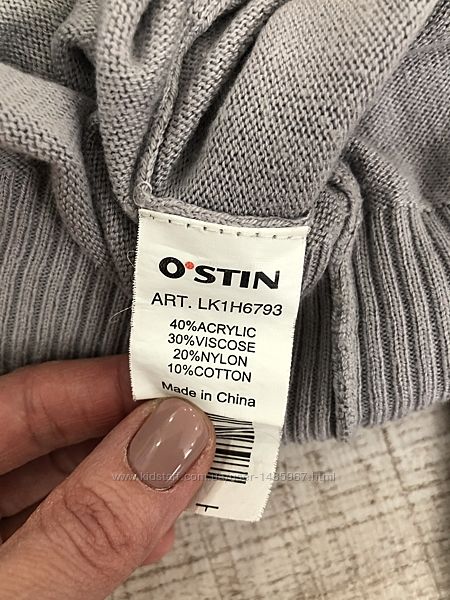 O'STIN
ART. LK1H6793
40%ACRYLIC
30%VISCOSE
20%NYLON
10%COTTON
Made in China